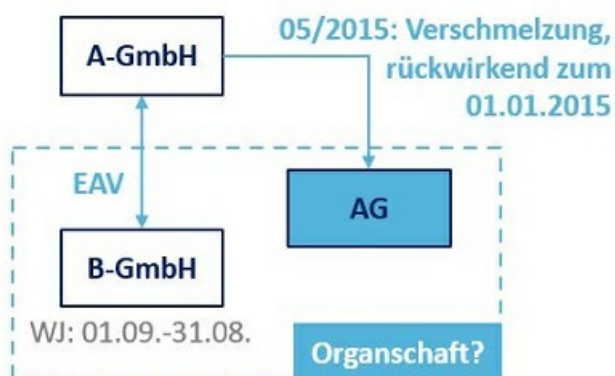 A-GmbH
05/2015: Verschmelzung,
rückwirkend zum
01.01.2015
EAV
AG
B-GmbH
WJ: 01.09.-31.08.
Organschaft?